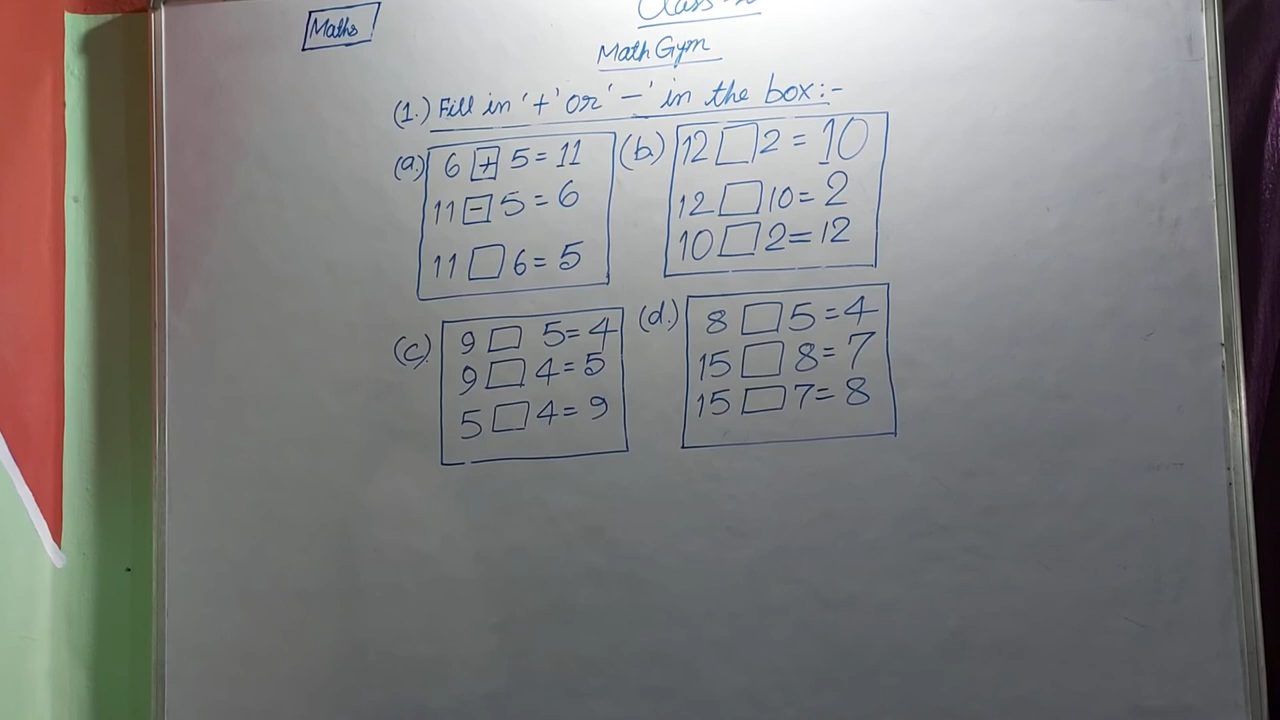 Maths
Math Gym
(1.) Fill in '+' or '−' in the box:-
(a.) 6 + 5 = 11
11 − 5 = 6
11 □ 6 = 5
(b.) 12 □ 2 = 10
12 □ 10 = 2
10 □ 2 = 12
(c) 9 □ 5 = 4
9 □ 4 = 5
5 □ 4 = 9
(d.) 8 □ 5 = 4
15 □ 8 = 7
15 □ 7 = 8